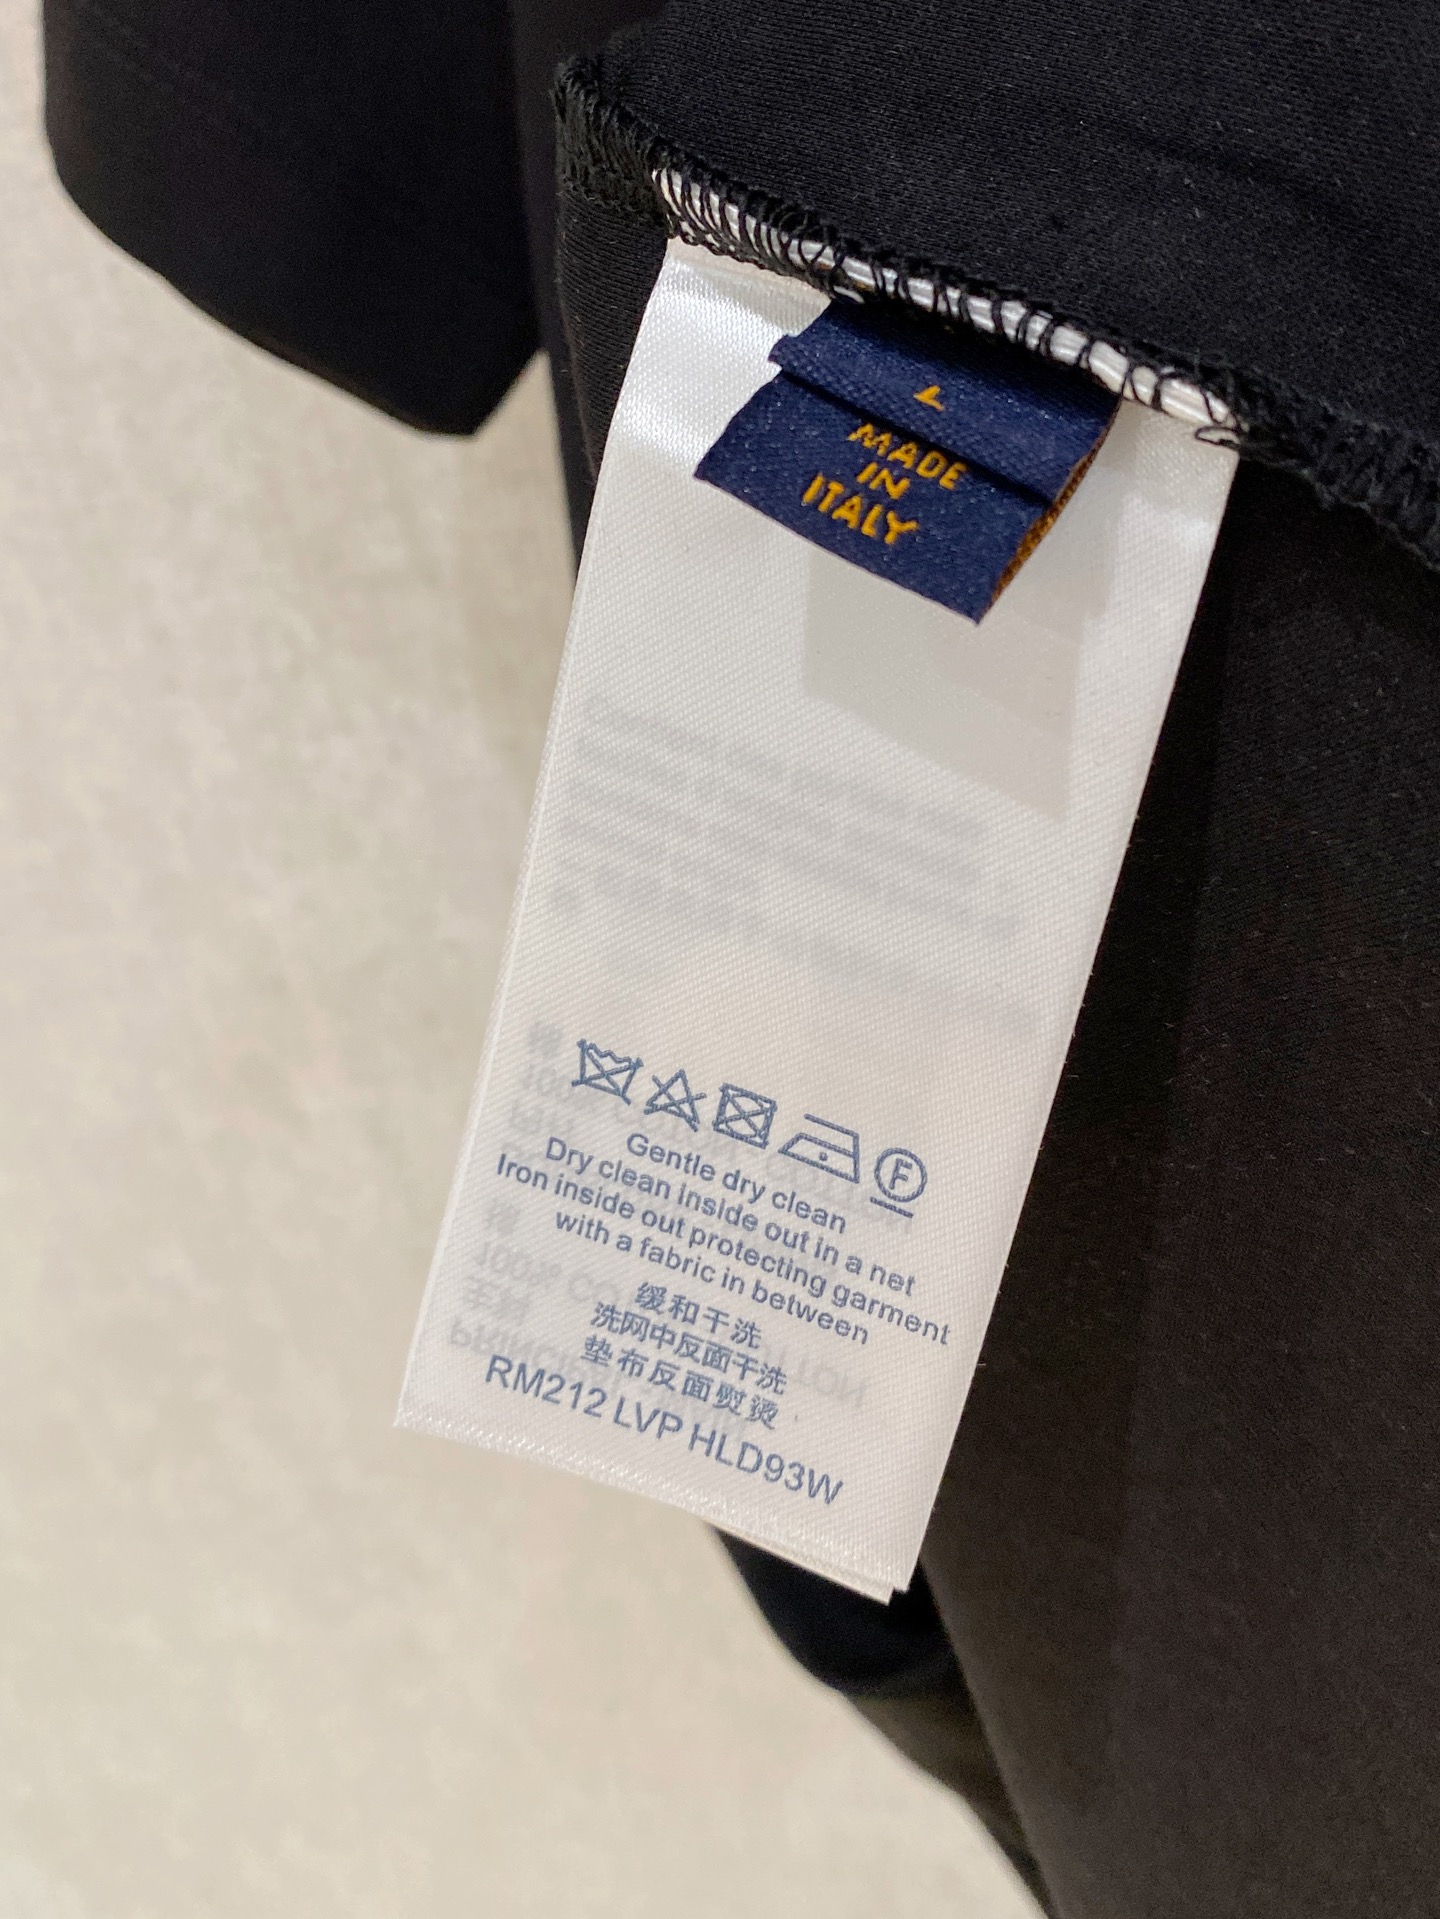 L
MADE
IN
ITALY
F
Gentle dry clean
Dry clean inside out in a net
Iron inside out protecting garment
with a fabric in between
缓和干洗
洗网中反面干洗
垫布反面熨烫
RM212 LVP HLD93W